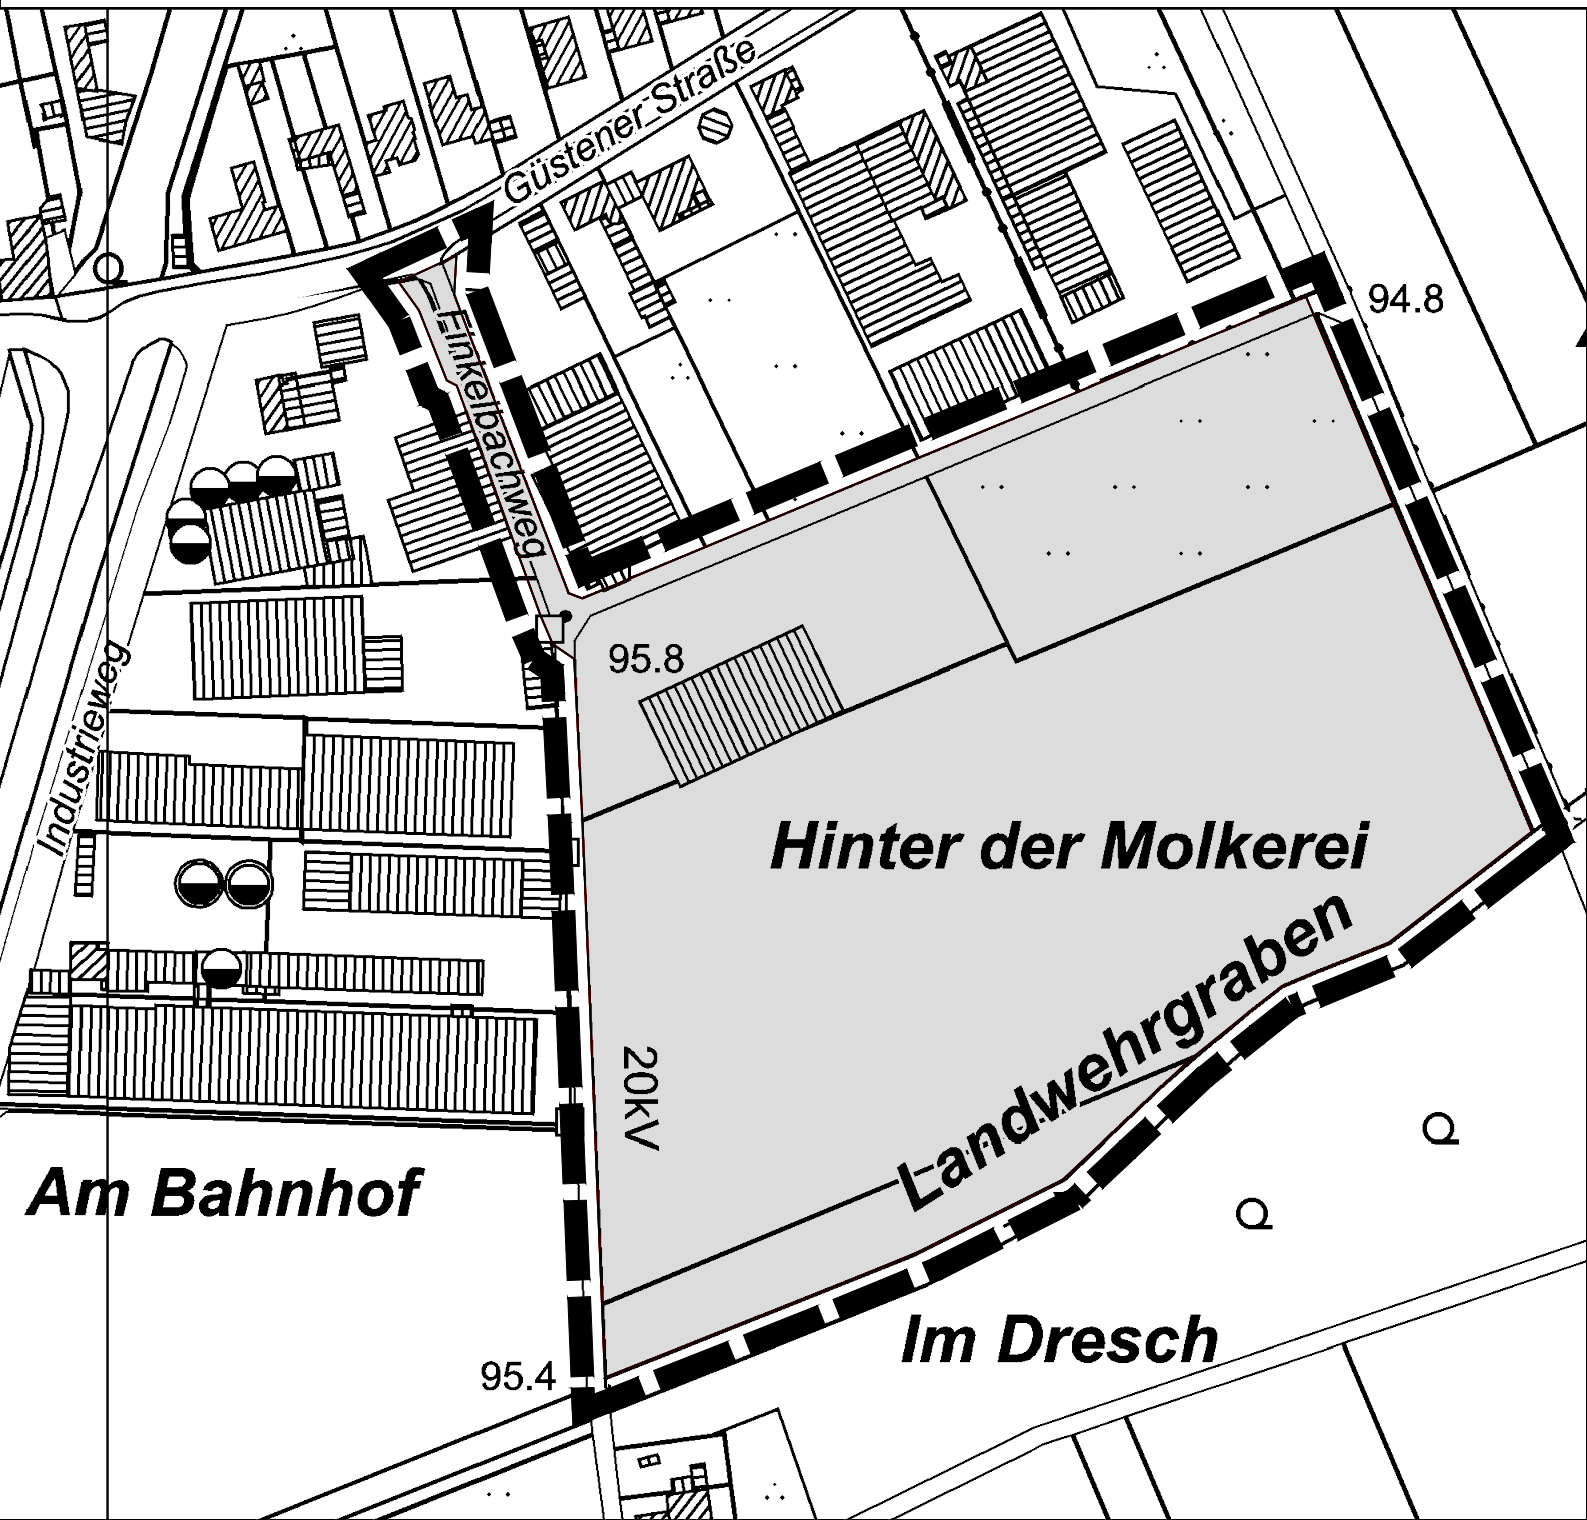 Güstener Straße
94.8
Finkelbachweg
95.8
Industrieweg
Hinter der Molkerei
Landwehrgraben
20kV
Am Bahnhof
Im Dresch
95.4